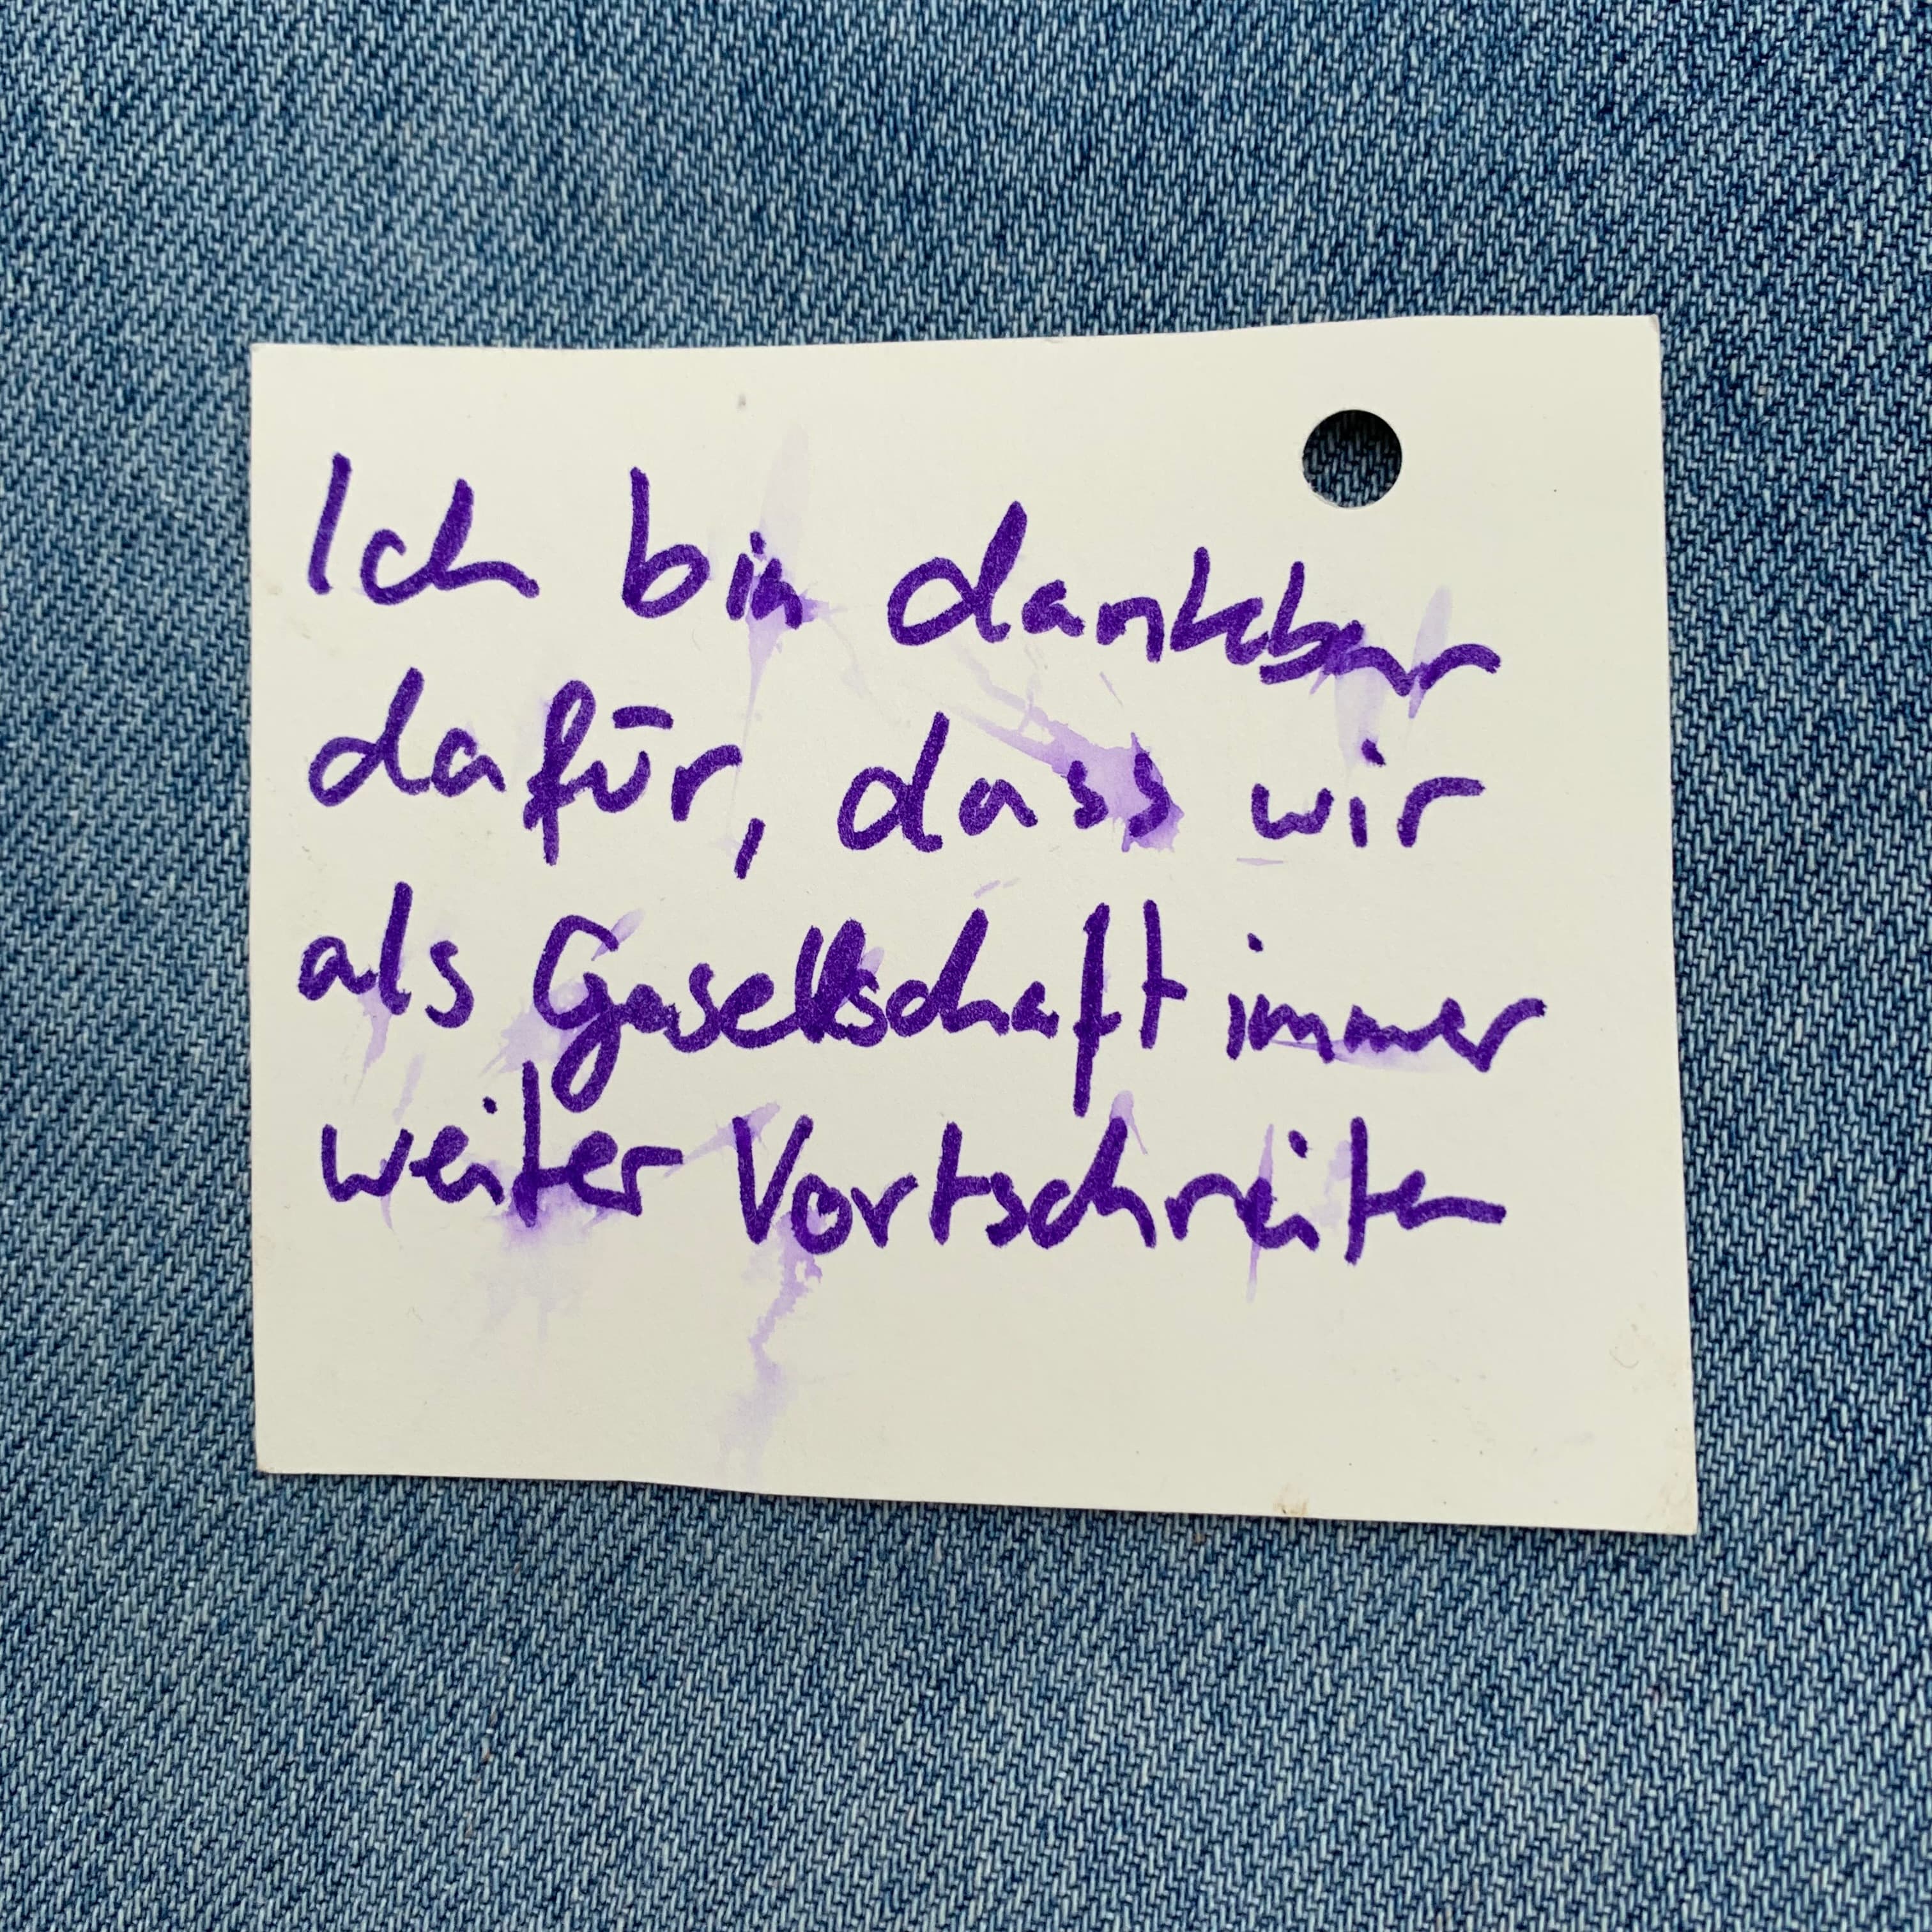 Ich bin dankbar
dafür, dass wir
als Gesellschaft immer
weiter Vortschreiten